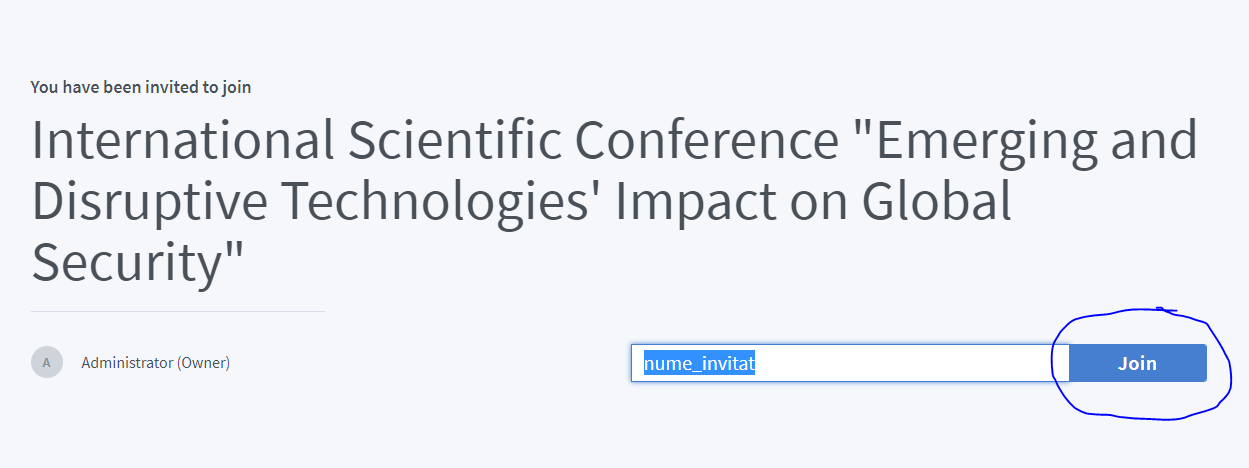 You have been invited to join
International Scientific Conference "Emerging and
Disruptive Technologies' Impact on Global
Security"
A Administrator (Owner)
nume_invitat
Join